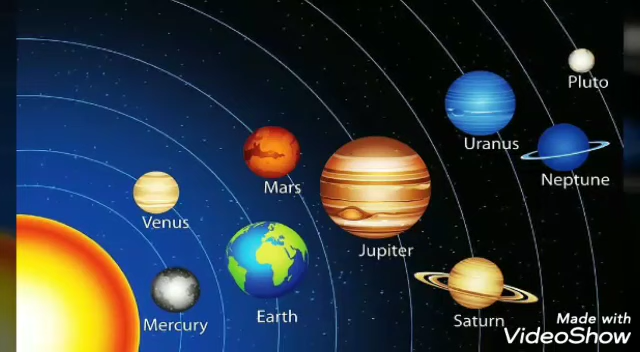 Pluto
Uranus
Mars
Neptune
Venus
Jupiter
Earth
Saturn
Mercury
Made with
VideoShow